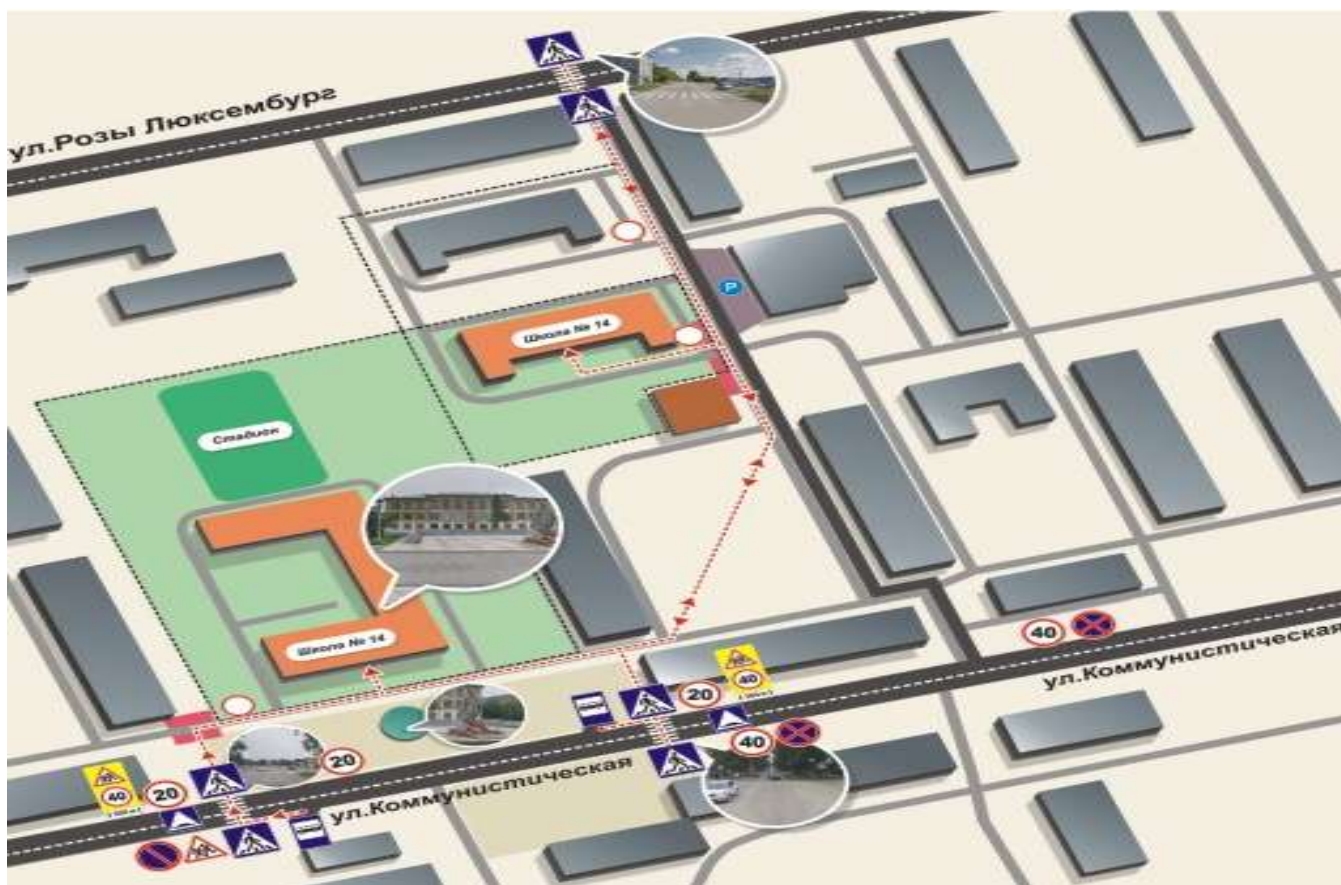 ул.Розы Люксембург
P
Школа № 14
Стадион
Школа № 14
40
ул.Коммунистическая
20
40
40
20
40
20
ул.Коммунистическая